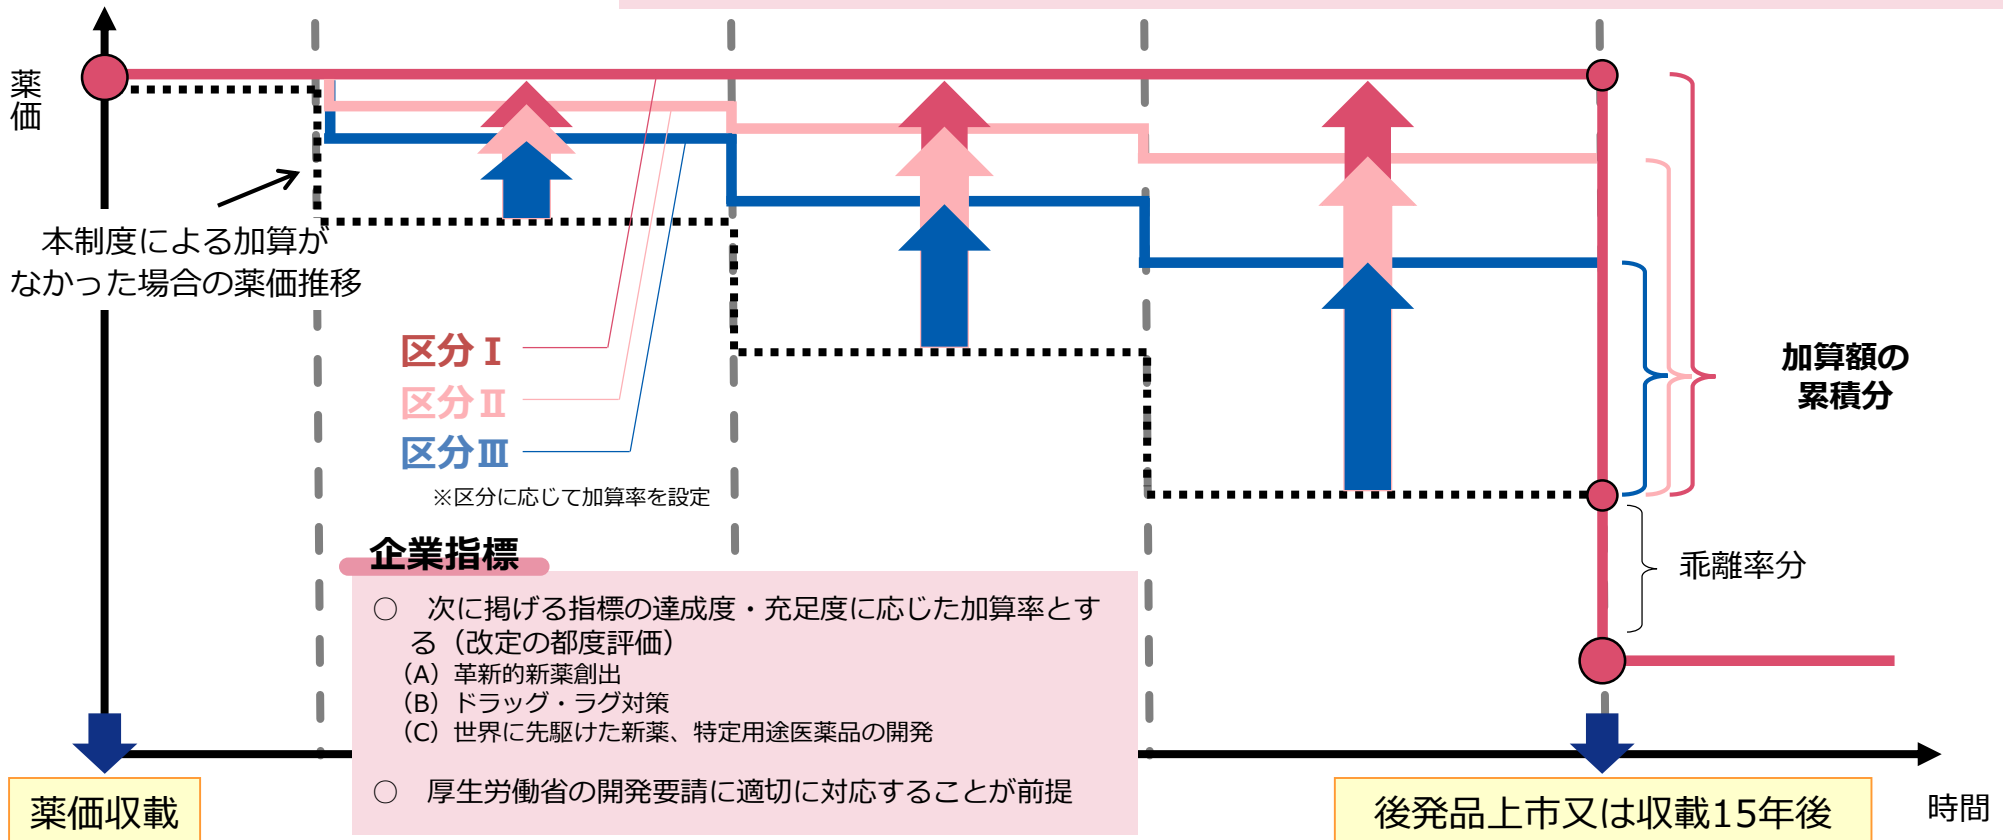 薬
価
本制度による加算が
なかった場合の薬価推移
区分Ⅰ
区分Ⅱ
区分Ⅲ
※区分に応じて加算率を設定
加算額の
累積分
乖離率分
企業指標
○　次に掲げる指標の達成度・充足度に応じた加算率とす
る（改定の都度評価）
（A）革新的新薬創出
（B）ドラッグ・ラグ対策
（C）世界に先駆けた新薬、特定用途医薬品の開発
○　厚生労働省の開発要請に適切に対応することが前提
薬価収載
後発品上市又は収載15年後
時間